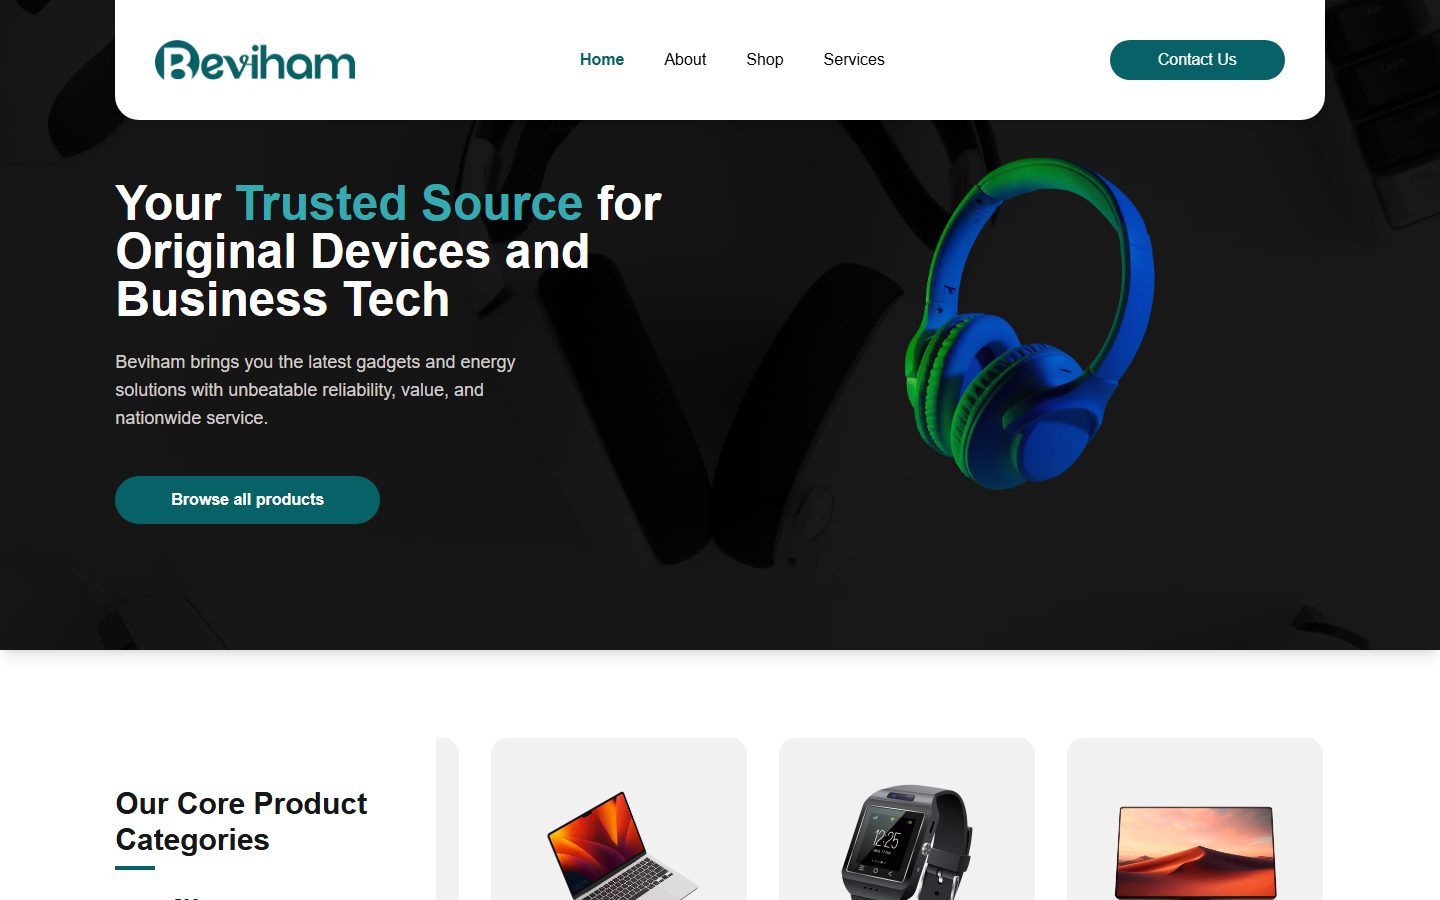 Beviham
Home
About
Shop
Services
Contact Us
Your Trusted Source for
Original Devices and
Business Tech
Beviham brings you the latest gadgets and energy
solutions with unbeatable reliability, value, and
nationwide service.
Browse all products
Our Core Product
Categories
12:25